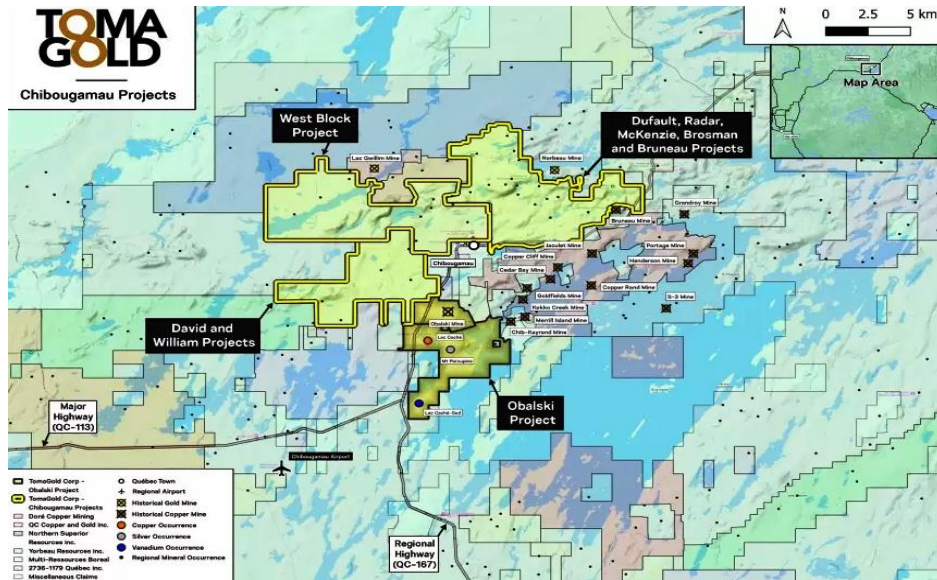 TOMA
GOLD
Chibougamau Projects
N
0 2.5 5 km
Map Area
West Block
Project
Dufault, Radar,
McKenzie, Brosman
and Bruneau Projects
Lac Gwillim Mine
Norbeau Mine
Grandroy Mine
Bruneau Mine
Jaculet Mine
Portage Mine
Copper Cliff Mine
Henderson Mine
Chibougamau
Cedar Bay Mine
Copper Rand Mine
Goldfields Mine
S-3 Mine
Kokko Creek Mine
Obalski Mine
Merrill Island Mine
Chib-Kayrand Mine
David and
William Projects
Lac Cache
Obalski
Project
Major
Highway
(QC-113)
Chibougamau Airport
Regional
Highway
(QC-167)
TomaGold Corp -
Obalski Project
TomaGold Corp -
Chibougamau Projects
Doré Copper Mining
QC Copper and Gold Inc.
Northern Superior
Resources Inc.
Yorbeau Resources Inc.
Multi-Ressources Boreal
2736-1179 Québec Inc.
Miscellaneous Claims
Québec Town
Regional Airport
Historical Gold Mine
Historical Copper Mine
Copper Occurrence
Silver Occurrence
Vanadium Occurrence
Regional Mineral Occurrence